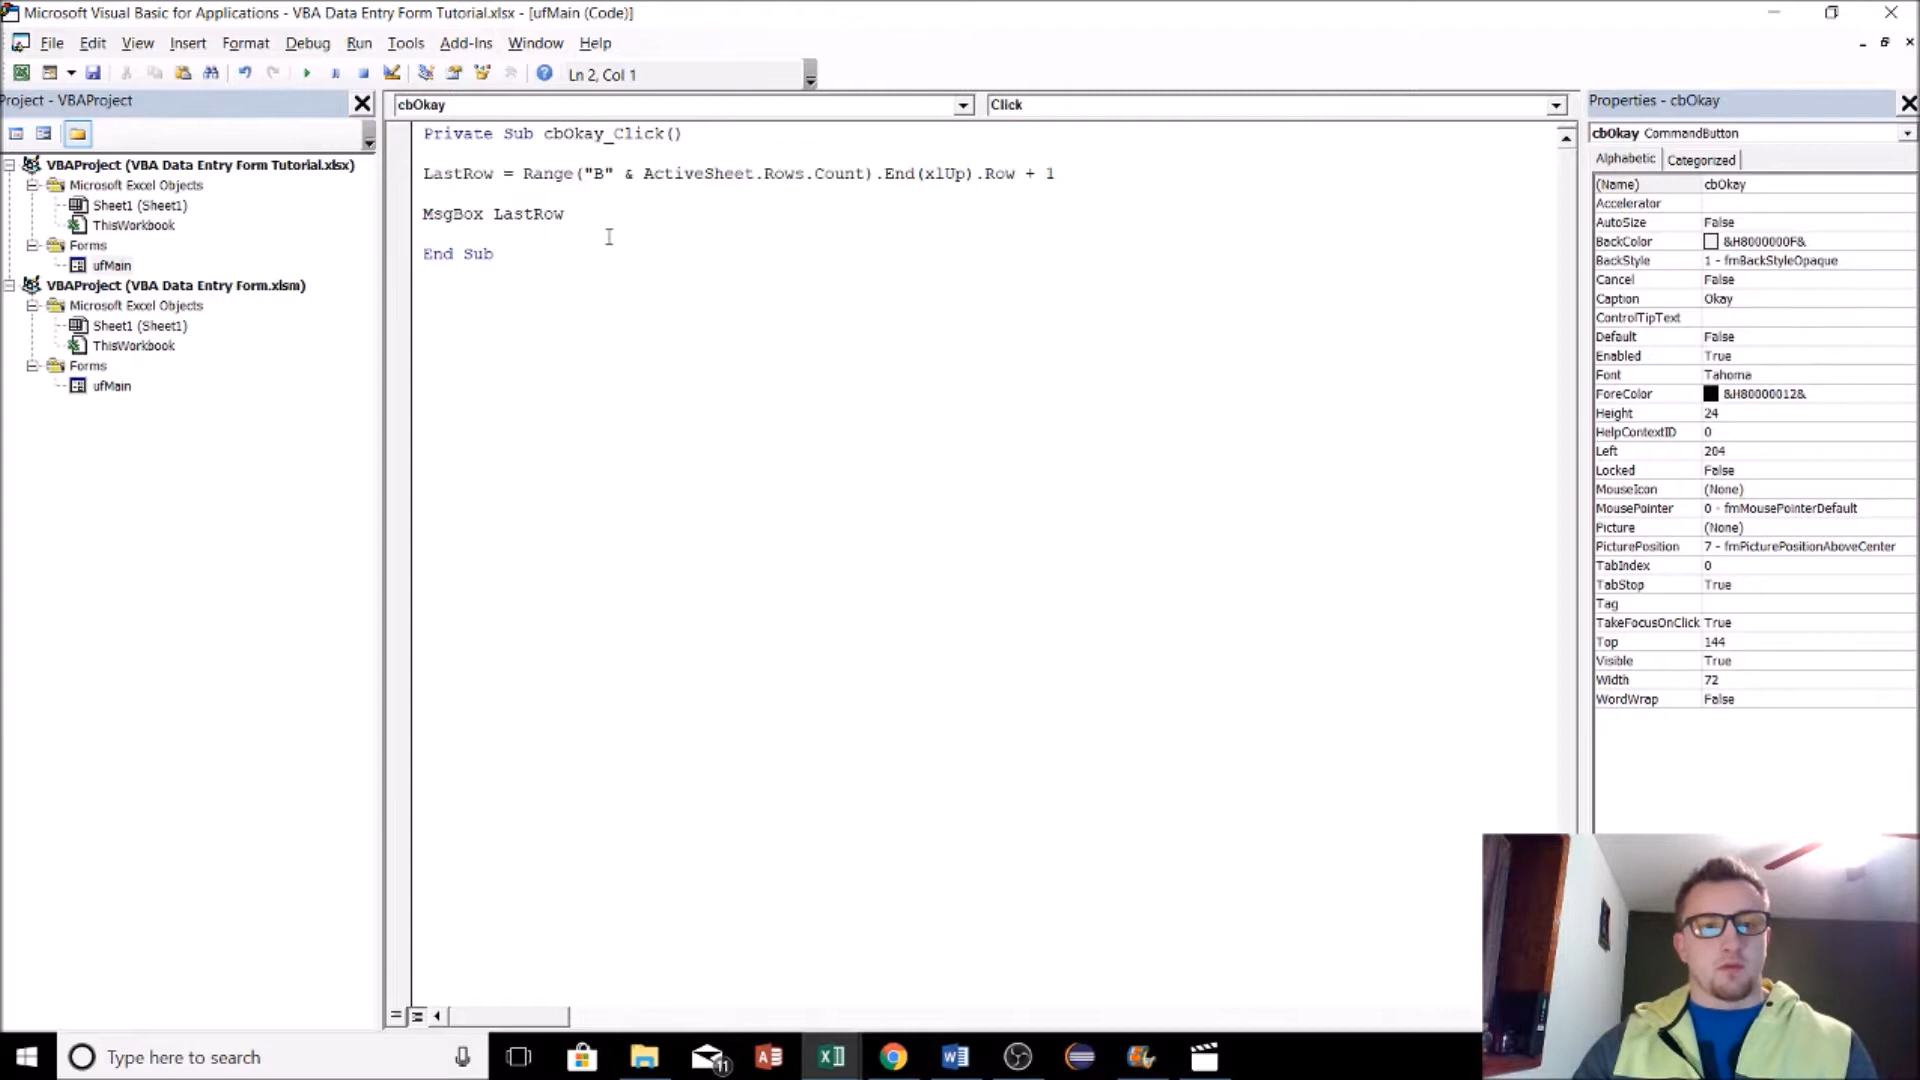 Microsoft Visual Basic for Applications - VBA Data Entry Form Tutorial.xlsx - [ufMain (Code)]
File Edit View Insert Format Debug Run Tools Add-Ins Window Help
Ln 2, Col 1
Project - VBAProject
VBAProject (VBA Data Entry Form Tutorial.xlsx)
Microsoft Excel Objects
Sheet1 (Sheet1)
ThisWorkbook
Forms
ufMain
VBAProject (VBA Data Entry Form.xlsm)
Microsoft Excel Objects
Sheet1 (Sheet1)
ThisWorkbook
Forms
ufMain
cbOkay Click
Private Sub cbOkay_Click()
LastRow = Range("B" & ActiveSheet.Rows.Count).End(xlUp).Row + 1
MsgBox LastRow
End Sub
Properties - cbOkay
cbOkay CommandButton
Alphabetic Categorized
(Name) cbOkay
Accelerator
AutoSize False
BackColor &H8000000F&
BackStyle 1 - fmBackStyleOpaque
Cancel False
Caption Okay
ControlTipText
Default False
Enabled True
Font Tahoma
ForeColor &H80000012&
Height 24
HelpContextID 0
Left 204
Locked False
MouseIcon (None)
MousePointer 0 - fmMousePointerDefault
Picture (None)
PicturePosition 7 - fmPicturePositionAboveCenter
TabIndex 0
TabStop True
Tag
TakeFocusOnClick True
Top 144
Visible True
Width 72
WordWrap False
Type here to search
11